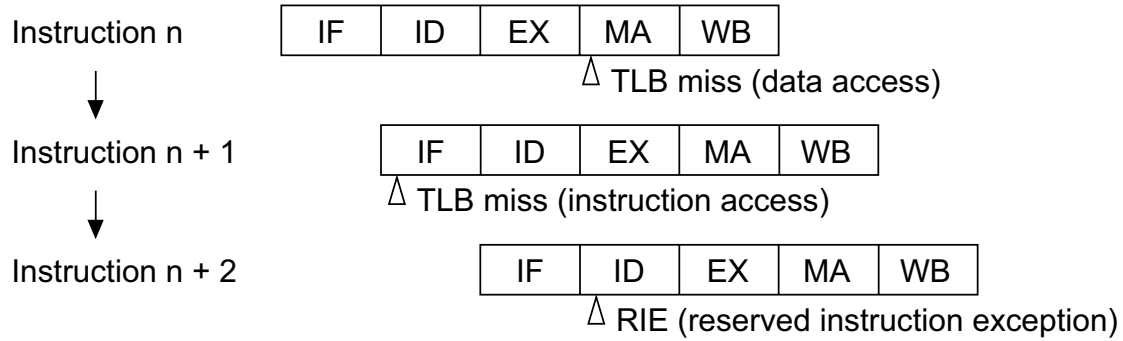 Instruction n IF ID EX MA WB
TLB miss (data access)
Instruction n + 1 IF ID EX MA WB
TLB miss (instruction access)
Instruction n + 2 IF ID EX MA WB
RIE (reserved instruction exception)